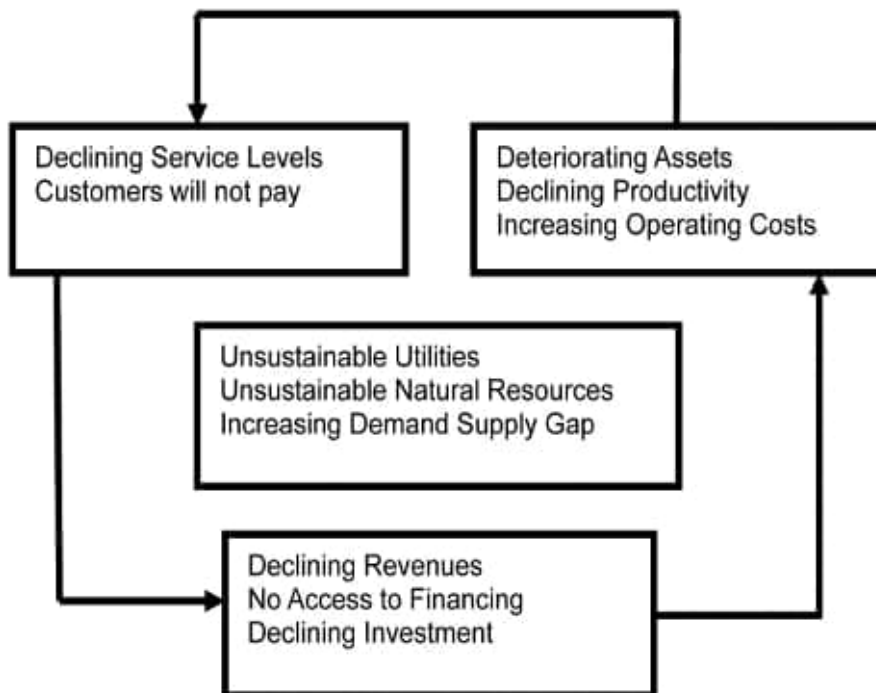 Declining Service Levels
Customers will not pay
Deteriorating Assets
Declining Productivity
Increasing Operating Costs
Unsustainable Utilities
Unsustainable Natural Resources
Increasing Demand Supply Gap
Declining Revenues
No Access to Financing
Declining Investment